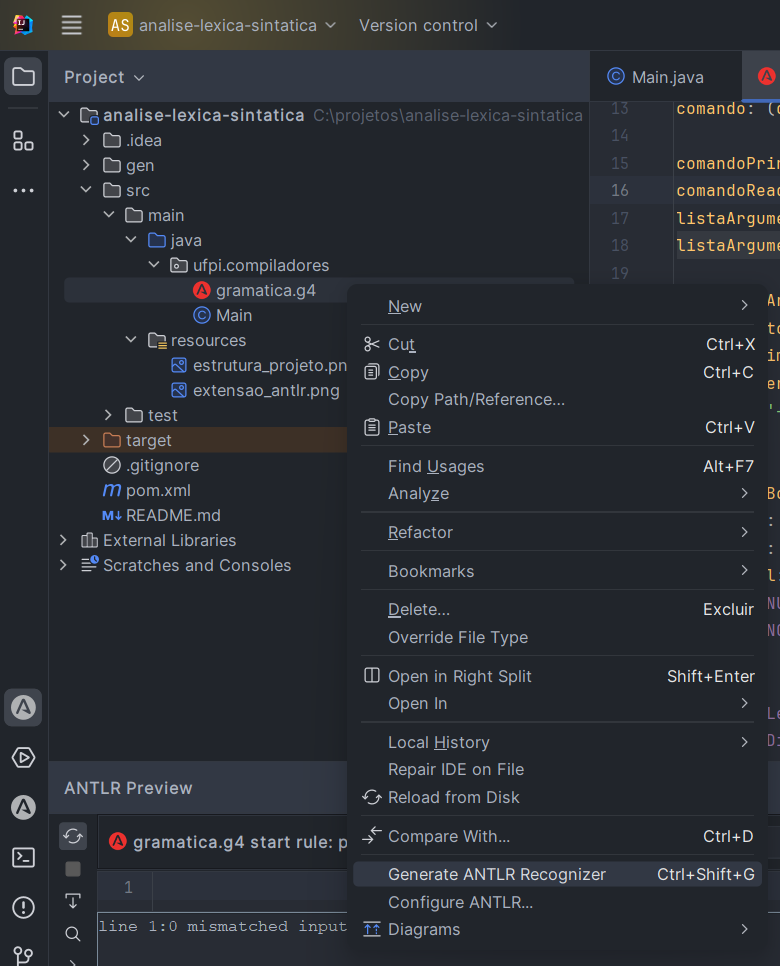 AS analise-lexica-sintatica Version control
Project
Main.java
analise-lexica-sintatica C:\projetos\analise-lexica-sintatica
.idea
gen
src
main
java
ufpi.compiladores
gramatica.g4
Main
resources
estrutura_projeto.pn
extensao_antlr.png
test
target
.gitignore
pom.xml
README.md
External Libraries
Scratches and Consoles
13 comando: (
14
15 comandoPrin
16 comandoRead
17 listaArgume
18 listaArgume
19
New
Cut Ctrl+X
Copy Ctrl+C
Copy Path/Reference...
Paste Ctrl+V
Find Usages Alt+F7
Analyze
Refactor
Bookmarks
Delete... Excluir
Override File Type
Open in Right Split Shift+Enter
Open In
Local History
Repair IDE on File
Reload from Disk
Compare With... Ctrl+D
Generate ANTLR Recognizer Ctrl+Shift+G
Configure ANTLR...
Diagrams
ANTLR Preview
gramatica.g4 start rule: p
1
line 1:0 mismatched input